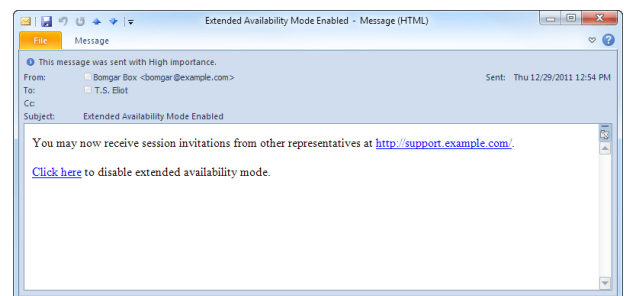 Extended Availability Mode Enabled - Message (HTML)
File Message
This message was sent with High importance.
From: Bomgar Box <bomgar@example.com> Sent: Thu 12/29/2011 12:54 PM
To: T.S. Eliot
Cc:
Subject: Extended Availability Mode Enabled
You may now receive session invitations from other representatives at http://support.example.com/.
Click here to disable extended availability mode.